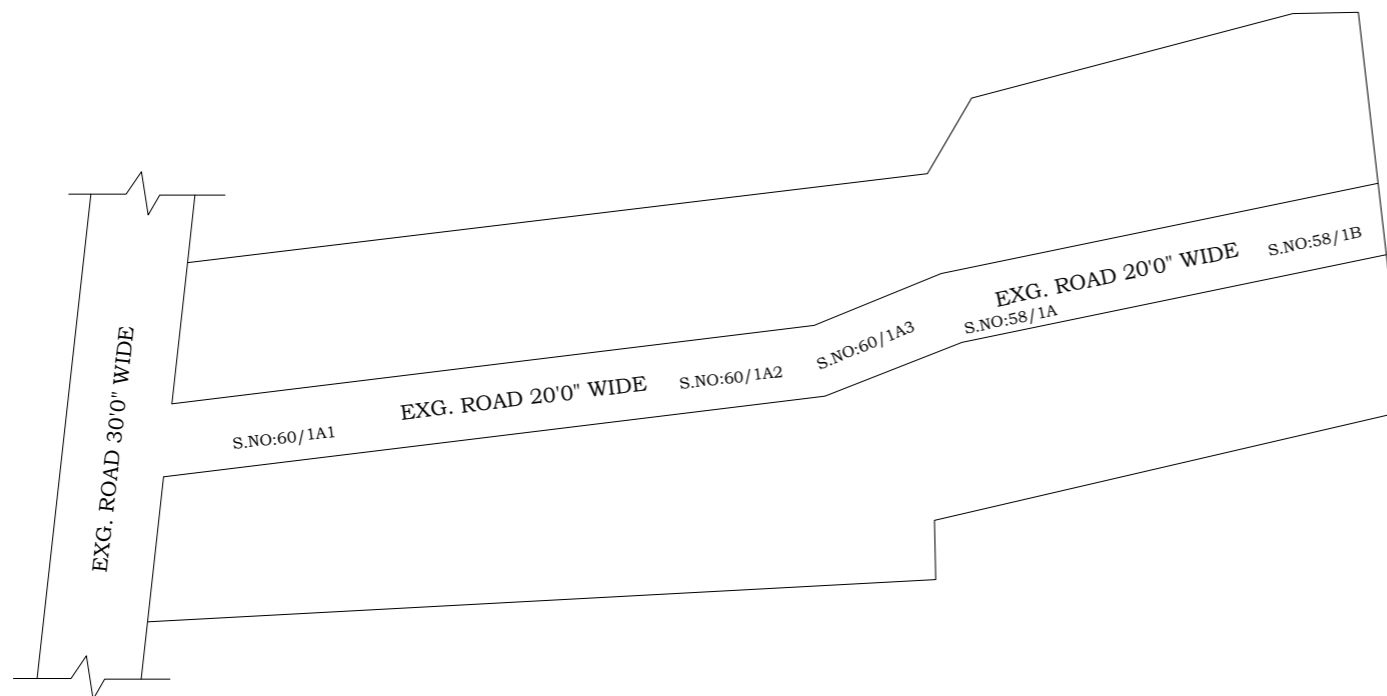 EXG. ROAD 30'0" WIDE
S.NO:60/1A1
EXG. ROAD 20'0" WIDE
S.NO:60/1A2
S.NO:60/1A3
S.NO:58/1A
EXG. ROAD 20'0" WIDE
S.NO:58/1B